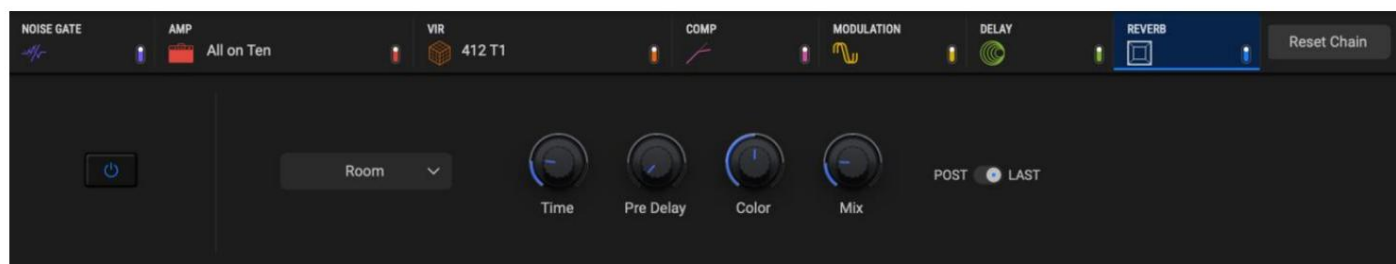 NOISE GATE
AMP
All on Ten
VIR
412 T1
COMP
MODULATION
DELAY
REVERB
Reset Chain
Room
Time
Pre Delay
Color
Mix
POST
LAST